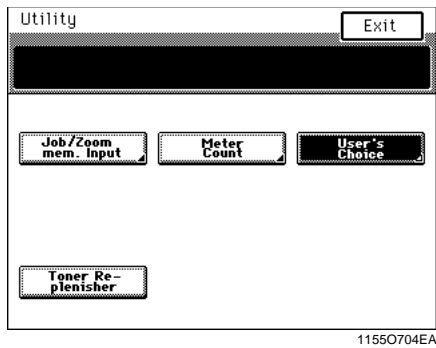 Utility
Exit
Job/Zoom
mem. Input
Meter
Count
User's
Choice
Toner Re-
plenisher
1155O704EA